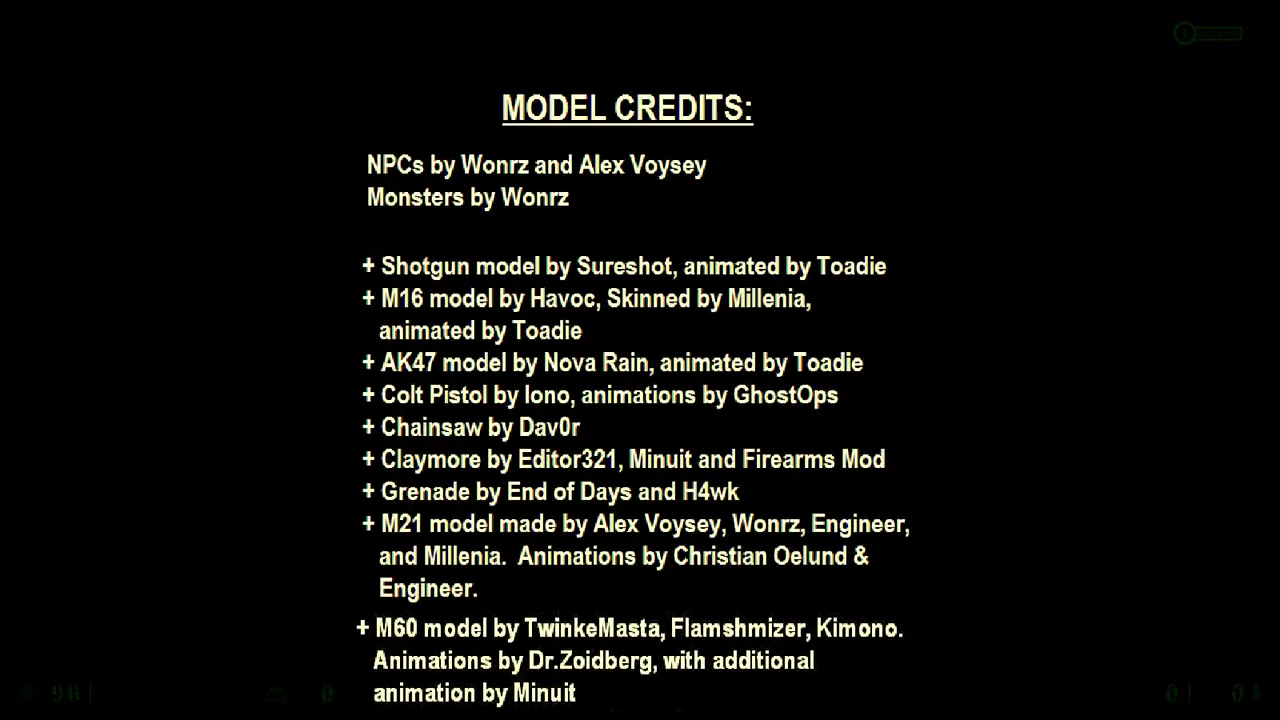 MODEL CREDITS:
NPCs by Wonrz and Alex Voysey
Monsters by Wonrz
+ Shotgun model by Sureshot, animated by Toadie
+ M16 model by Havoc, Skinned by Millenia,
animated by Toadie
+ AK47 model by Nova Rain, animated by Toadie
+ Colt Pistol by Iono, animations by GhostOps
+ Chainsaw by Dav0r
+ Claymore by Editor321, Minuit and Firearms Mod
+ Grenade by End of Days and H4wk
+ M21 model made by Alex Voysey, Wonrz, Engineer,
and Millenia.  Animations by Christian Oelund &
Engineer.
+ M60 model by TwinkeMasta, Flamshmizer, Kimono.
Animations by Dr.Zoidberg, with additional
animation by Minuit